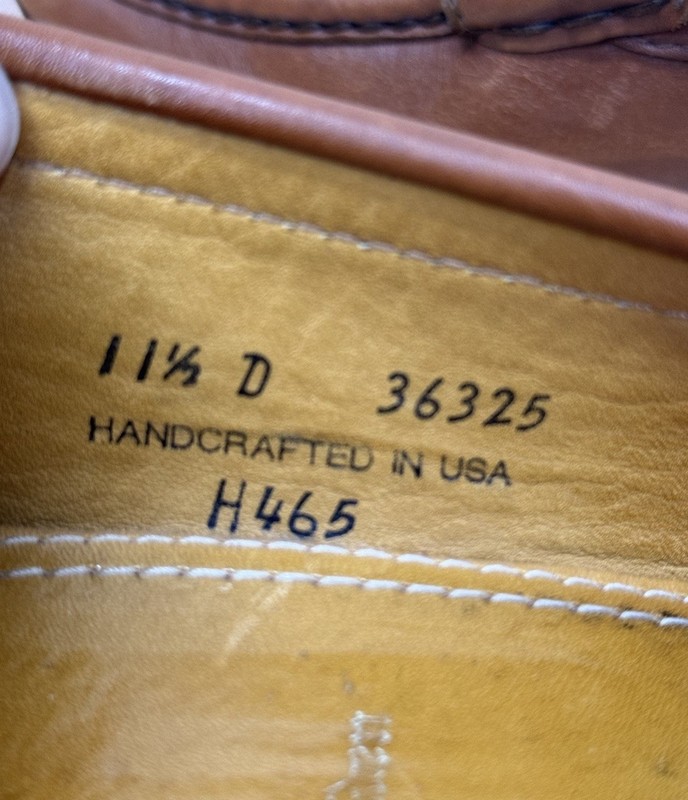 11½ D 36325
HANDCRAFTED IN USA
H465